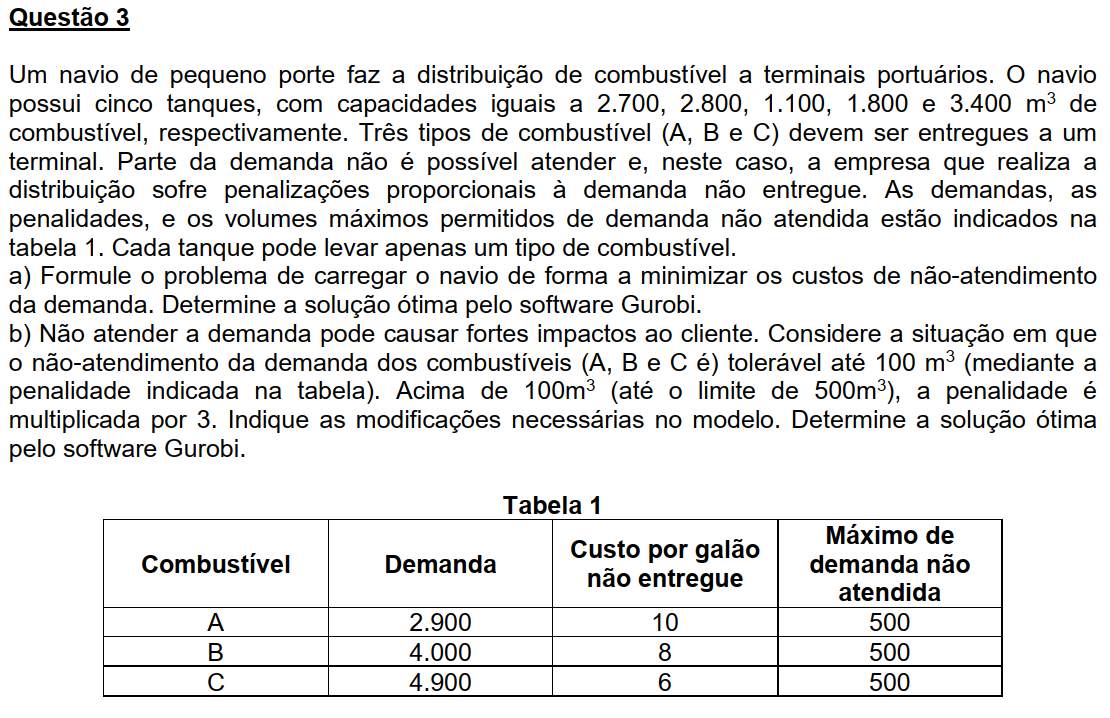 Questão 3
Um navio de pequeno porte faz a distribuição de combustível a terminais portuários. O navio
possui cinco tanques, com capacidades iguais a 2.700, 2.800, 1.100, 1.800 e 3.400 m³ de
combustível, respectivamente. Três tipos de combustível (A, B e C) devem ser entregues a um
terminal. Parte da demanda não é possível atender e, neste caso, a empresa que realiza a
distribuição sofre penalizações proporcionais à demanda não entregue. As demandas, as
penalidades, e os volumes máximos permitidos de demanda não atendida estão indicados na
tabela 1. Cada tanque pode levar apenas um tipo de combustível.
a) Formule o problema de carregar o navio de forma a minimizar os custos de não-atendimento
da demanda. Determine a solução ótima pelo software Gurobi.
b) Não atender a demanda pode causar fortes impactos ao cliente. Considere a situação em que
o não-atendimento da demanda dos combustíveis (A, B e C é) tolerável até 100 m³ (mediante a
penalidade indicada na tabela). Acima de 100m³ (até o limite de 500m³), a penalidade é
multiplicada por 3. Indique as modificações necessárias no modelo. Determine a solução ótima
pelo software Gurobi.
Tabela 1
Combustível Demanda Custo por galão não entregue Máximo de demanda não atendida
A 2.900 10 500
B 4.000 8 500
C 4.900 6 500